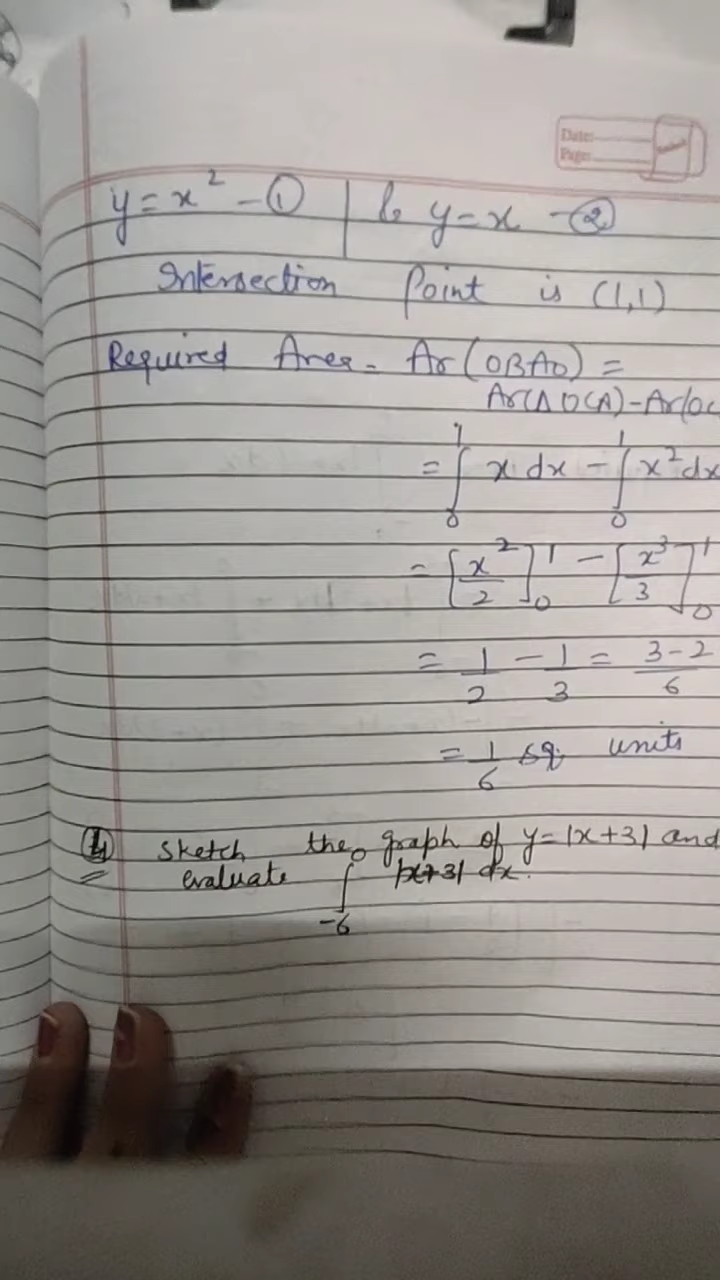 Date:
Page:
y = x² - ① | & y = x - ②
Intersection Point is (1,1)
Required Area = Ar(OBAO) =
Ar(ΔOCA) - Ar(OC
= ∫₀¹ x dx - ∫₀¹ x² dx
= [x²/2]₀¹ - [x³/3]₀¹
= 1/2 - 1/3 = 3-2/6
= 1/6 sq. units
④ Sketch the graph of y = |x+3| and
evaluate ∫₋₆⁰ |x+3| dx.